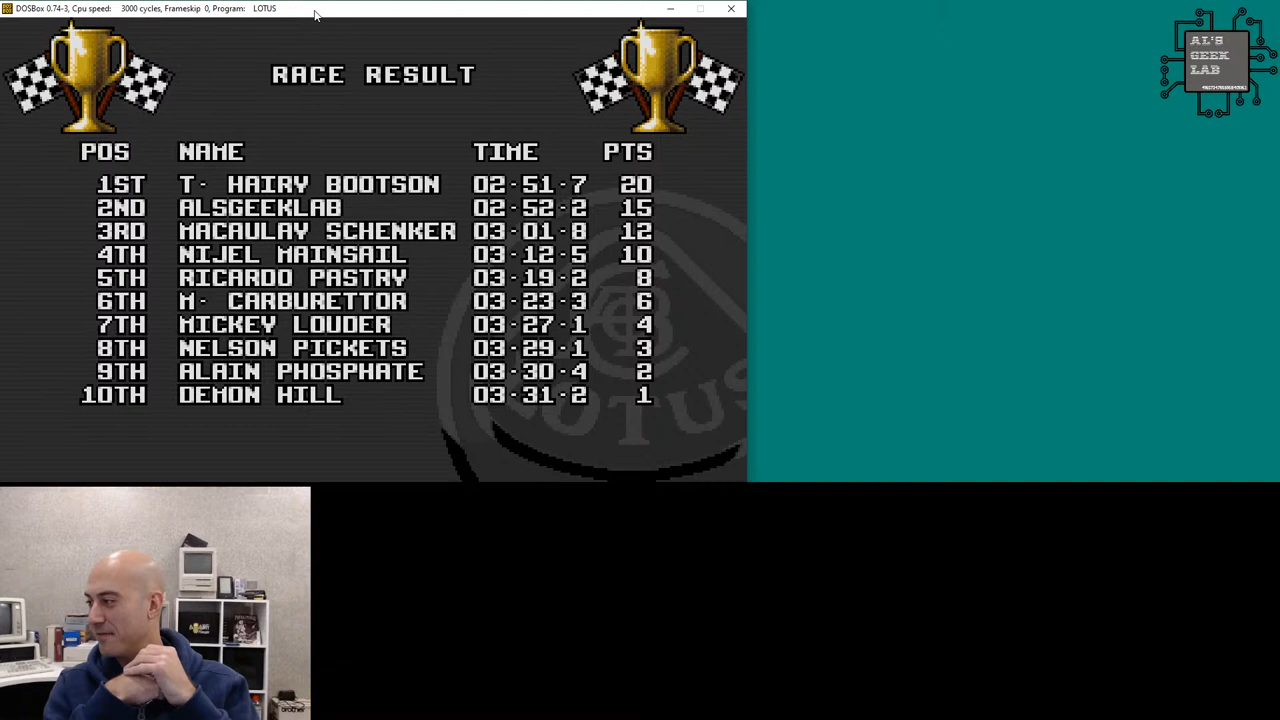 DOSBox 0.74-3, Cpu speed: 3000 cycles, Frameskip 0, Program: LOTUS
AL'S
GEEK
LAB
RACE RESULT
POS NAME TIME PTS
1ST T· HAIRY BOOTSON 02·51·7 20
2ND ALSGEEKLAB 02·52·2 15
3RD MACAULAY SCHENKER 03·01·8 12
4TH NIJEL MAINSAIL 03·12·5 10
5TH RICARDO PASTRY 03·19·2 8
6TH M· CARBURETTOR 03·23·3 6
7TH MICKEY LOUDER 03·27·1 4
8TH NELSON PICKETS 03·29·1 3
9TH ALAIN PHOSPHATE 03·30·4 2
10TH DEMON HILL 03·31·2 1
LOTUS
brother